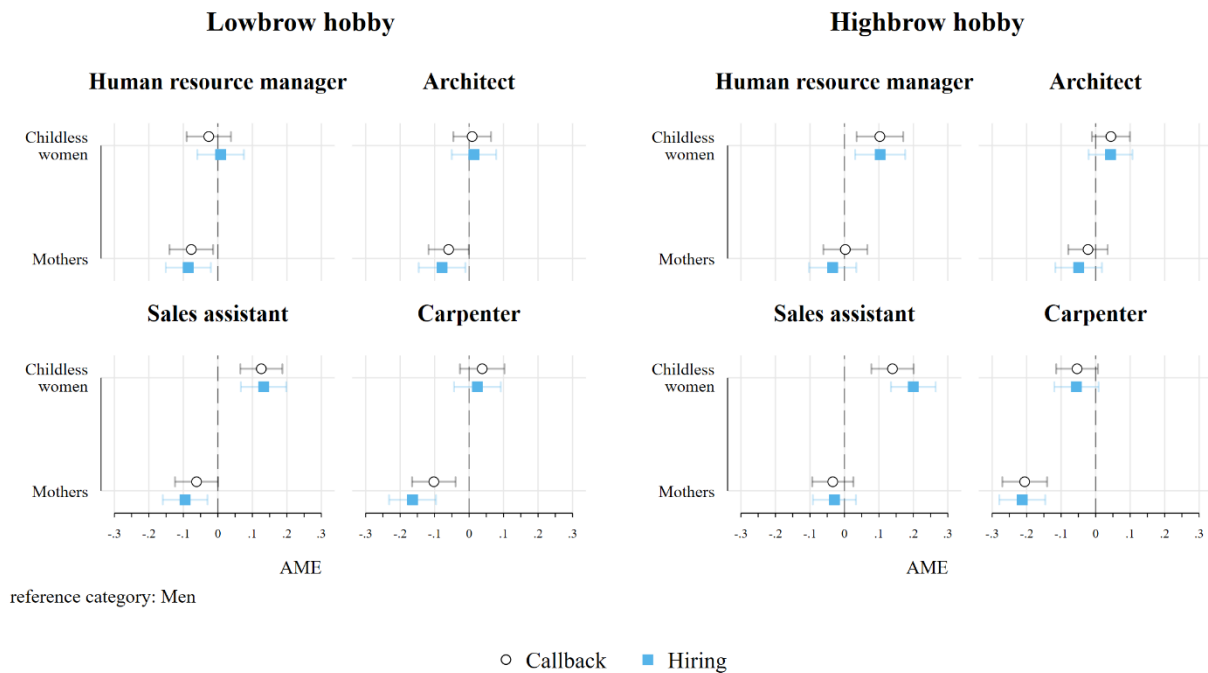 Lowbrow hobby
Highbrow hobby
Human resource manager
Architect
Human resource manager
Architect
Childless
women
Mothers
Childless
women
Mothers
Sales assistant
Carpenter
Sales assistant
Carpenter
Childless
women
Mothers
Childless
women
Mothers
-.3 -.2 -.1 0 .1 .2 .3
-.3 -.2 -.1 0 .1 .2 .3
-.3 -.2 -.1 0 .1 .2 .3
-.3 -.2 -.1 0 .1 .2 .3
AME
AME
reference category: Men
Callback
Hiring